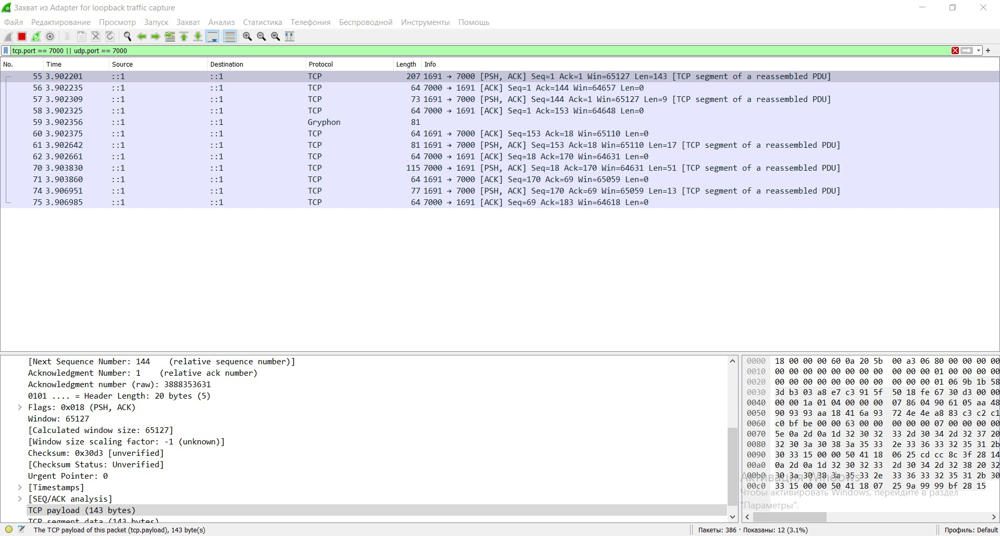 Захват из Adapter for loopback traffic capture
Файл Редактирование Просмотр Запуск Захват Анализ Статистика Телефония Беспроводной Инструменты Помощь
tcp.port == 7000 || udp.port == 7000
No. Time Source Destination Protocol Length Info
55 3.902201 ::1 ::1 TCP 207 1691 → 7000 [PSH, ACK] Seq=1 Ack=1 Win=65127 Len=143 [TCP segment of a reassembled PDU]
56 3.902235 ::1 ::1 TCP 64 7000 → 1691 [ACK] Seq=1 Ack=144 Win=64657 Len=0
57 3.902309 ::1 ::1 TCP 73 1691 → 7000 [PSH, ACK] Seq=144 Ack=1 Win=65127 Len=9 [TCP segment of a reassembled PDU]
58 3.902325 ::1 ::1 TCP 64 7000 → 1691 [ACK] Seq=1 Ack=153 Win=64648 Len=0
59 3.902356 ::1 ::1 Gryphon 81
60 3.902375 ::1 ::1 TCP 64 1691 → 7000 [ACK] Seq=153 Ack=18 Win=65110 Len=0
61 3.902642 ::1 ::1 TCP 81 1691 → 7000 [PSH, ACK] Seq=153 Ack=18 Win=65110 Len=17 [TCP segment of a reassembled PDU]
62 3.902661 ::1 ::1 TCP 64 7000 → 1691 [ACK] Seq=18 Ack=170 Win=64631 Len=0
70 3.903830 ::1 ::1 TCP 115 7000 → 1691 [PSH, ACK] Seq=18 Ack=170 Win=64631 Len=51 [TCP segment of a reassembled PDU]
71 3.903860 ::1 ::1 TCP 64 1691 → 7000 [ACK] Seq=170 Ack=69 Win=65059 Len=0
74 3.906951 ::1 ::1 TCP 77 1691 → 7000 [PSH, ACK] Seq=170 Ack=69 Win=65059 Len=13 [TCP segment of a reassembled PDU]
75 3.906985 ::1 ::1 TCP 64 7000 → 1691 [ACK] Seq=69 Ack=183 Win=64618 Len=0
[Next Sequence Number: 144 (relative sequence number)]
Acknowledgment Number: 1 (relative ack number)
Acknowledgment number (raw): 3888353631
0101 .... = Header Length: 20 bytes (5)
Flags: 0x018 (PSH, ACK)
Window: 65127
[Calculated window size: 65127]
[Window size scaling factor: -1 (unknown)]
Checksum: 0x30d3 [unverified]
[Checksum Status: Unverified]
Urgent Pointer: 0
[Timestamps]
[SEQ/ACK analysis]
TCP payload (143 bytes)
TCP segment data (143 bytes)
0000 18 00 00 00 60 0a 20 5b 00 a3 06 80 00 00 00 00
0010 00 00 00 00 00 00 00 00 00 00 00 01 00 00 00 00
0020 00 00 00 00 00 00 00 00 00 00 00 01 06 9b 1b 58
0030 3d b3 03 a8 e7 c3 91 5f 50 18 fe 67 30 d3 00 00
0040 00 00 1a 01 04 00 00 00 07 86 04 90 61 05 aa 48
0050 90 93 93 aa 18 41 6a 93 72 4e 4e a8 83 c3 c2 c1
0060 c0 bf be 00 00 63 00 00 00 00 00 07 00 00 00 00
0070 5e 0a 2d 0a 1d 32 30 32 33 2d 30 34 2d 32 37 20
0080 32 30 3a 30 38 3a 35 33 2e 33 36 33 32 35 31 2b
0090 30 33 15 00 00 50 41 18 06 25 cd cc 8c 3f 28 14
00a0 0a 2d 0a 1d 32 30 32 33 2d 30 34 2d 32 38 20 32
00b0 30 3a 30 38 3a 35 33 2e 33 36 33 32 35 31 2b 30
00c0 33 15 00 00 50 41 18 07 25 9a 99 99 bf 28 15
Активация Windows
Чтобы активировать Windows, перейдите в раздел
"Параметры".
The TCP payload of this packet (tcp.payload), 143 byte(s)
Пакеты: 386 · Показаны: 12 (3.1%)
Профиль: Default